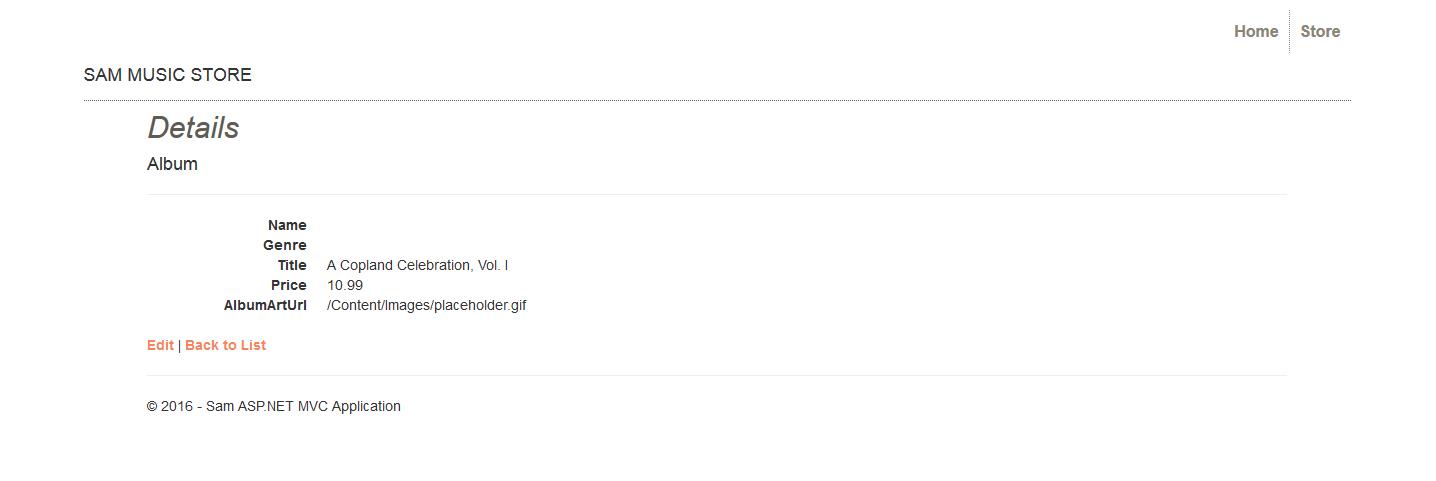 Home Store
SAM MUSIC STORE
Details
Album
Name
Genre
Title A Copland Celebration, Vol. I
Price 10.99
AlbumArtUrl /Content/Images/placeholder.gif
Edit | Back to List
© 2016 - Sam ASP.NET MVC Application